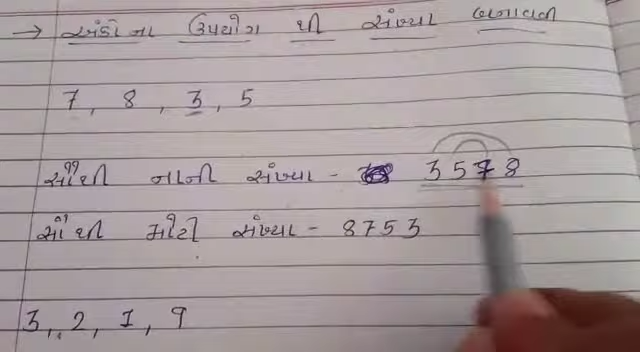 → અંકોના ઉપયોગ થી સંખ્યા બનાવવી
7, 8, 3, 5
સૌથી નાની સંખ્યા - 3578
સૌથી મોટી સંખ્યા - 8753
3, 2, 1, 9